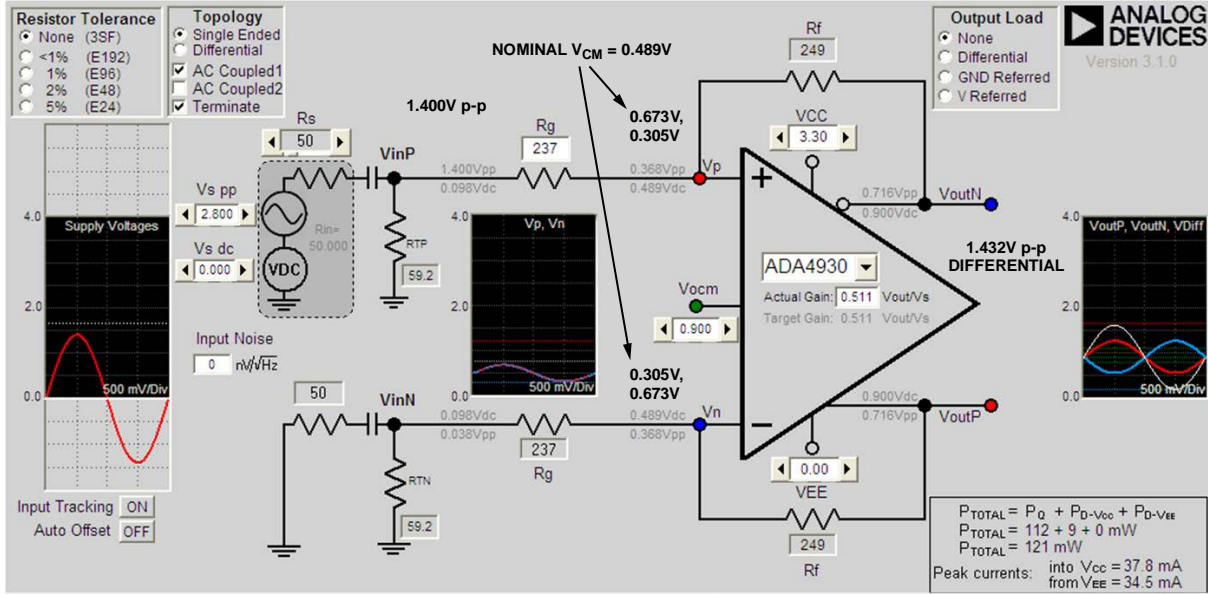 Resistor Tolerance
None (3SF)
<1% (E192)
1% (E96)
2% (E48)
5% (E24)
Topology
Single Ended
Differential
AC Coupled1
AC Coupled2
Terminate
NOMINAL VCM = 0.489V
Rf
249
Output Load
None
Differential
GND Referred
V Referred
ANALOG
DEVICES
Version 3.1.0
Rs
50
1.400V p-p
Rg
237
0.673V,
0.305V
VCC
3.30
VinP
1.400Vpp
0.098Vdc
0.368Vpp
0.489Vdc
Vp
+
0.716Vpp
0.900Vdc
VoutN
Vs pp
2.800
Vs dc
0.000
Rin=
50.000
VDC
RTP
59.2
4.0
Supply Voltages
2.0
0.0
500 mV/Div
4.0
Vp, Vn
2.0
0.0
500 mV/Div
Vocm
0.900
ADA4930
Actual Gain: 0.511 Vout/Vs
Target Gain: 0.511 Vout/Vs
1.432V p-p
DIFFERENTIAL
4.0
VoutP, VoutN, VDiff
2.0
0.0
500 mV/Div
Input Noise
0 nV/√Hz
0.305V,
0.673V
50
VinN
0.098Vdc
0.038Vpp
237
Rg
0.489Vdc
0.368Vpp
Vn
−
0.900Vdc
0.716Vpp
VoutP
0.00
VEE
RTN
59.2
249
Rf
Input Tracking ON
Auto Offset OFF
PTOTAL = PQ + PD-Vcc + PD-VEE
PTOTAL = 112 + 9 + 0 mW
PTOTAL = 121 mW
Peak currents: into Vcc = 37.8 mA
from VEE = 34.5 mA